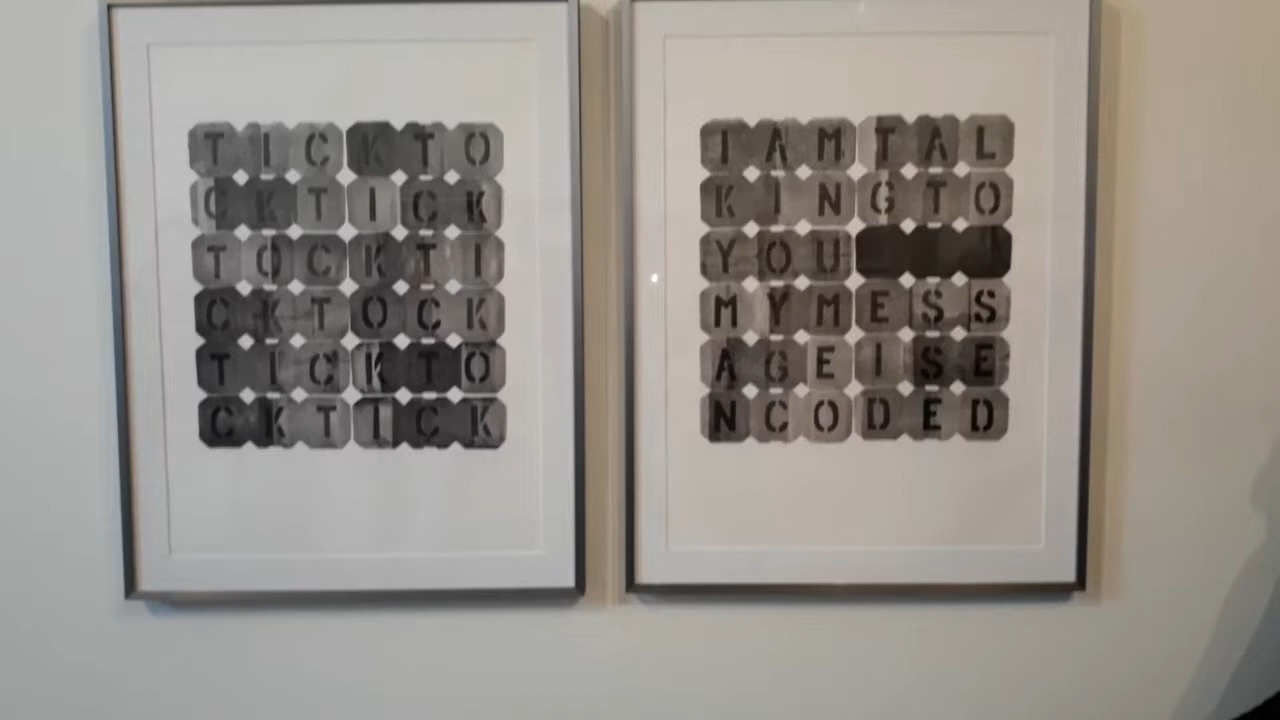 TICKTO
CKTICK
TOCKTI
CKTOCK
TICKTO
CKTICK
IAMTAL
KINGTO
YOU
MYMESS
AGEISE
NCODED